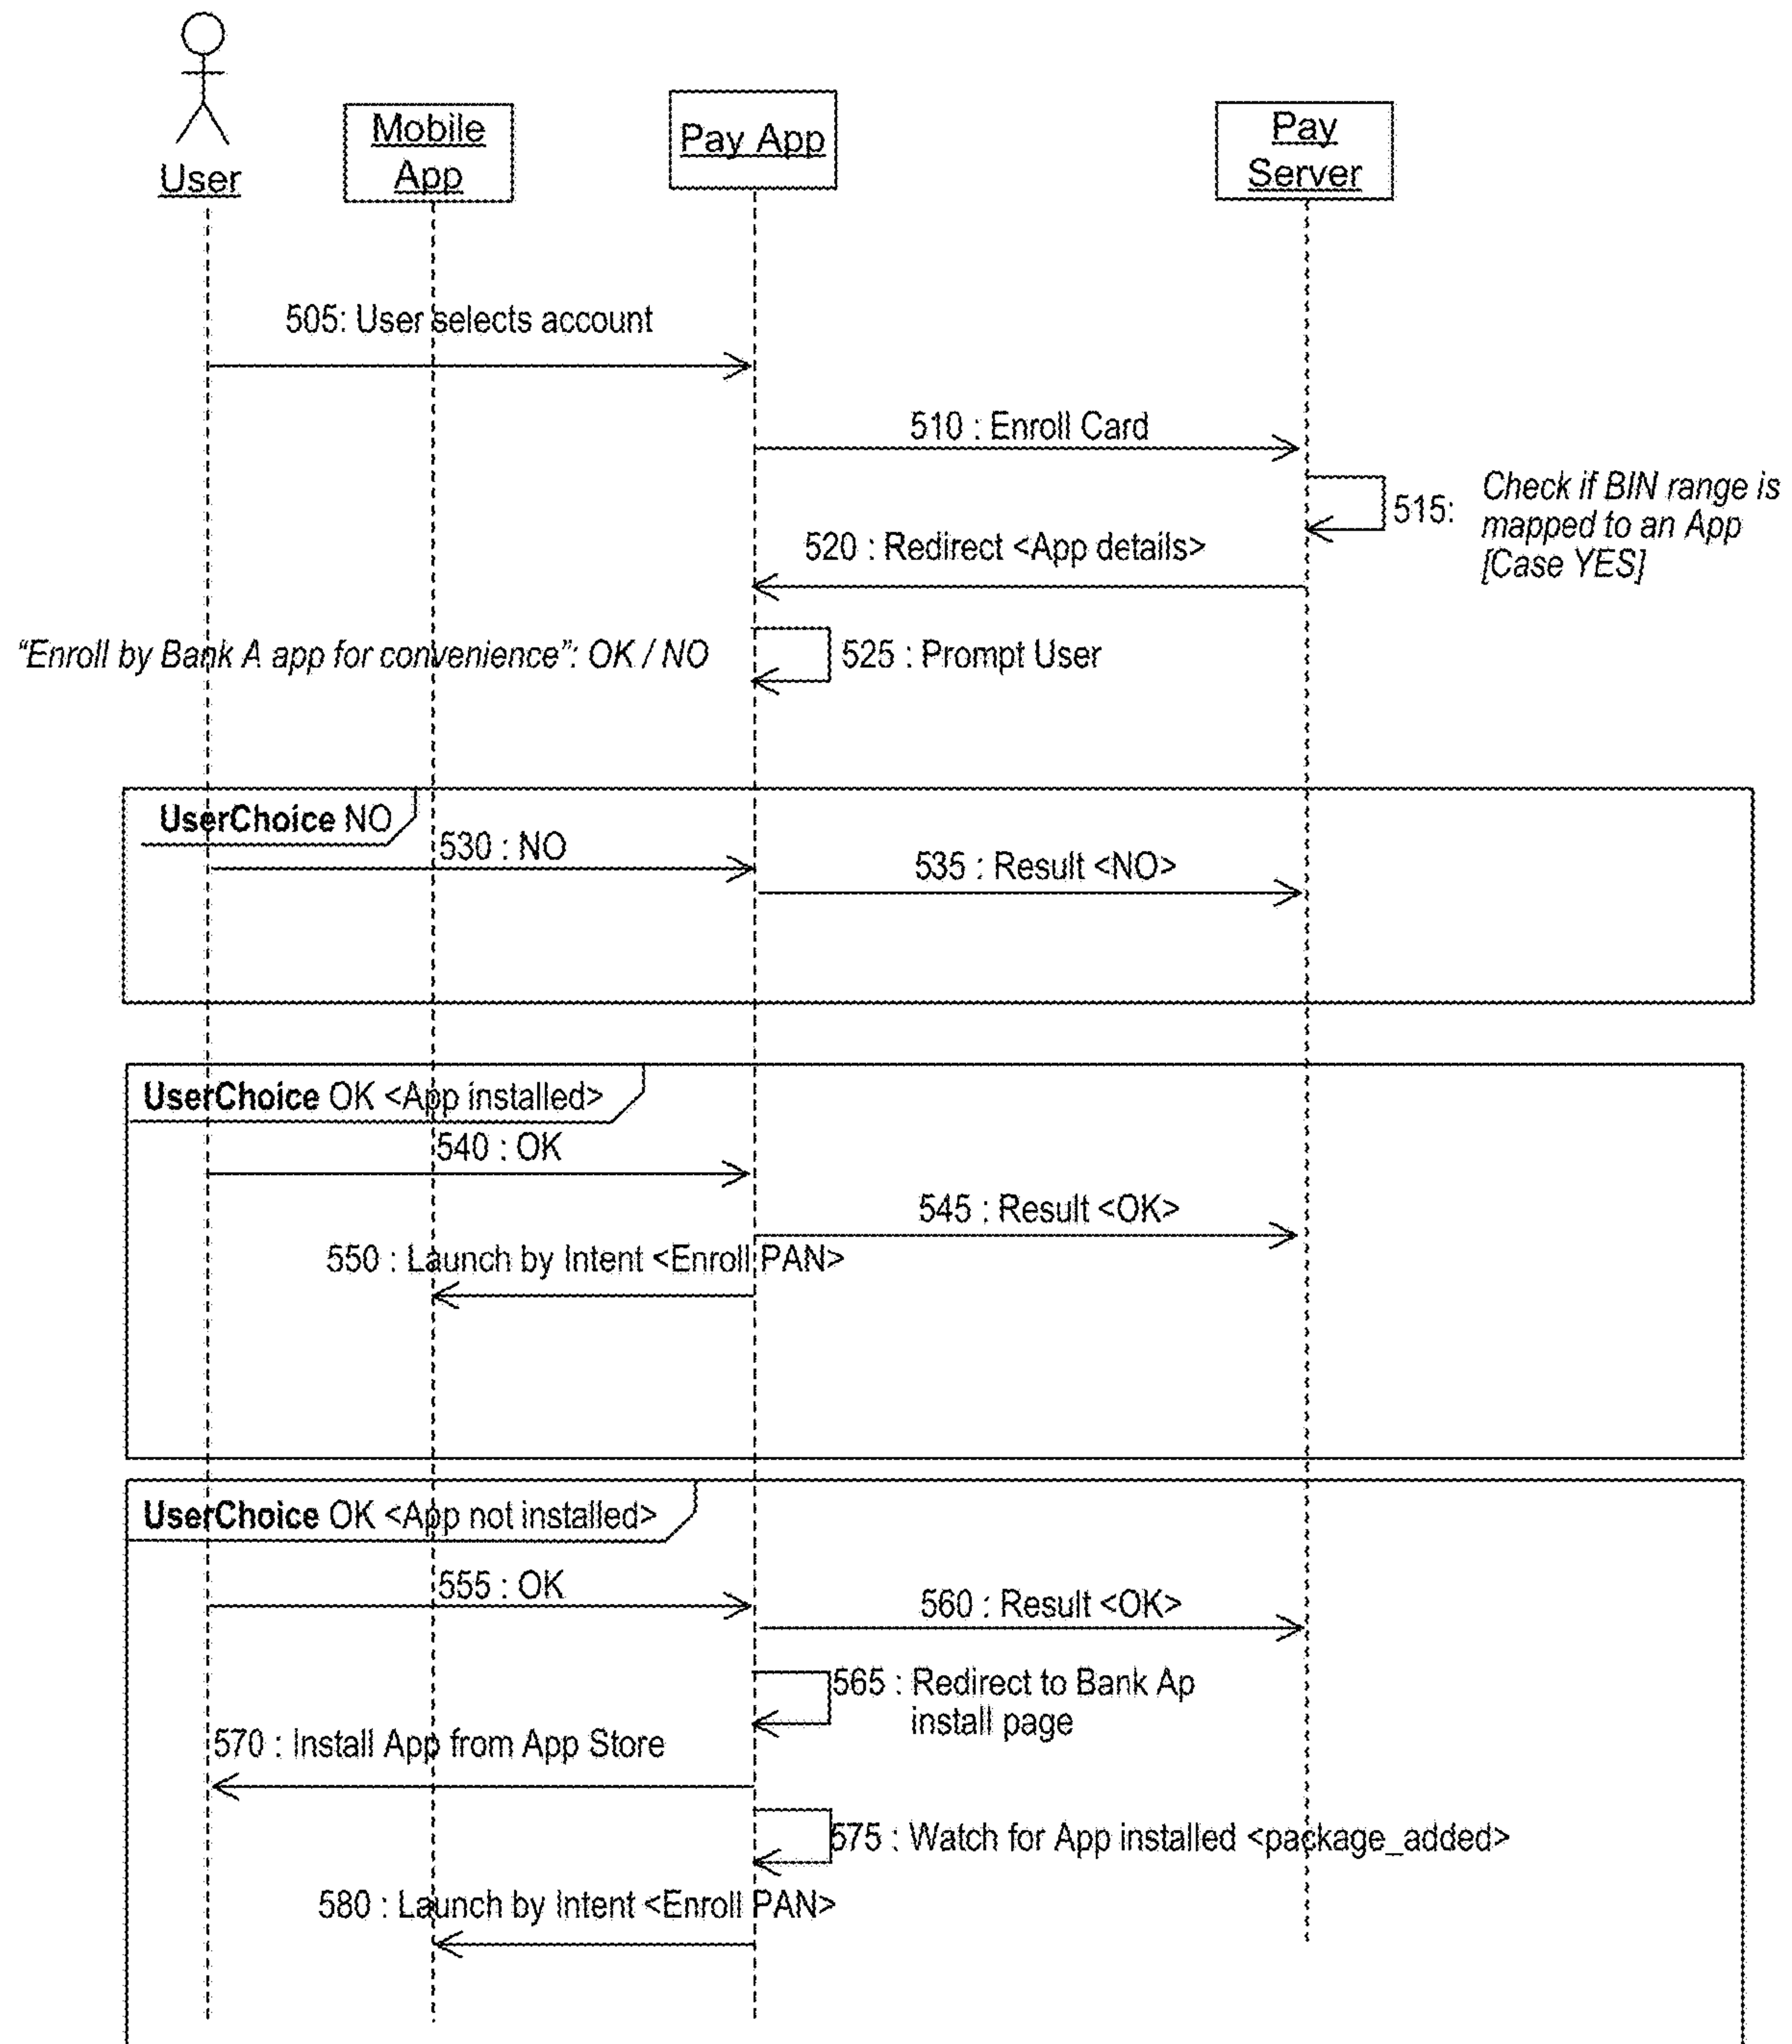 User
Mobile
App
Pay App
Pay
Server
505: User selects account
510 : Enroll Card
515:
Check if BIN range is
mapped to an App
[Case YES]
520 : Redirect <App details>
"Enroll by Bank A app for convenience": OK / NO
525 : Prompt User
UserChoice NO
530 : NO
535 : Result <NO>
UserChoice OK <App installed>
540 : OK
545 : Result <OK>
550 : Launch by Intent <Enroll PAN>
UserChoice OK <App not installed>
555 : OK
560 : Result <OK>
565 : Redirect to Bank Ap
install page
570 : Install App from App Store
575 : Watch for App installed <package_added>
580 : Launch by Intent <Enroll PAN>